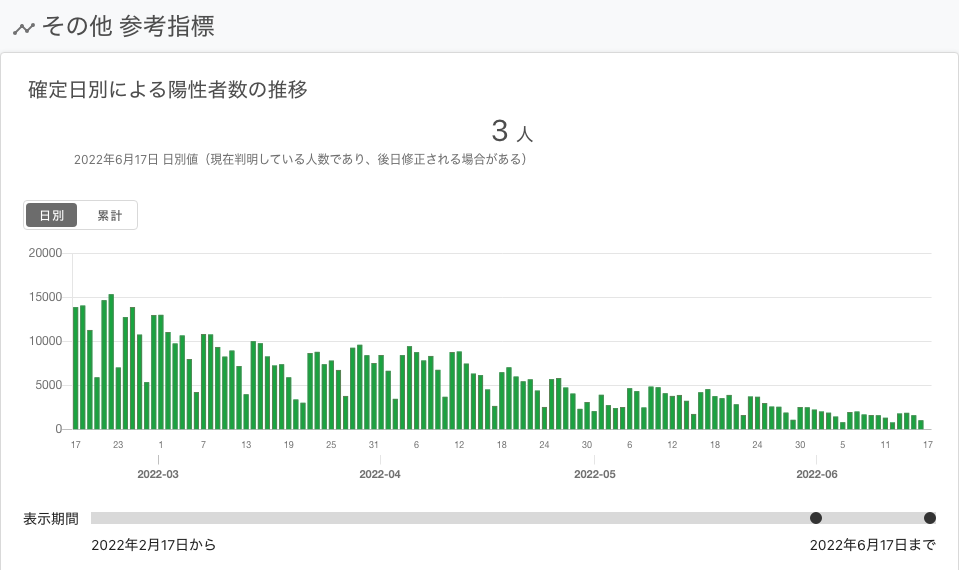 その他 参考指標
確定日別による陽性者数の推移
3 人
2022年6月17日 日別値（現在判明している人数であり、後日修正される場合がある）
日別 累計
20000
15000
10000
5000
0
17 23 1 7 13 19 25 31 6 12 18 24 30 6 12 18 24 30 5 11 17
2022-03 2022-04 2022-05 2022-06
表示期間
2022年2月17日から 2022年6月17日まで